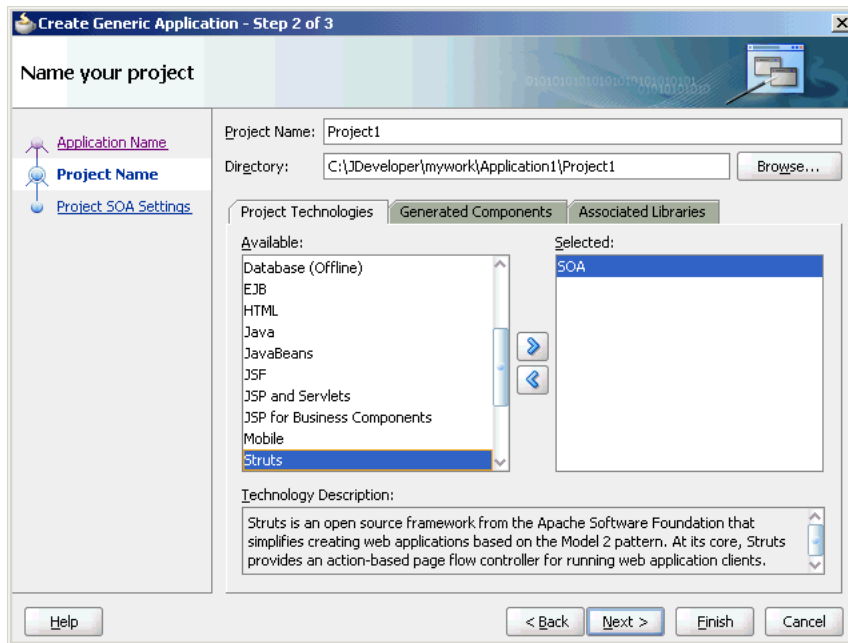 Create Generic Application - Step 2 of 3
Name your project
Application Name
Project Name
Project SOA Settings
Project Name: Project1
Directory: C:\JDeveloper\mywork\Application1\Project1 Browse...
Project Technologies Generated Components Associated Libraries
Available: Selected:
Database (Offline) SOA
EJB
HTML
Java
JavaBeans
JSF
JSP and Servlets
JSP for Business Components
Mobile
Struts
Technology Description:
Struts is an open source framework from the Apache Software Foundation that
simplifies creating web applications based on the Model 2 pattern. At its core, Struts
provides an action-based page flow controller for running web application clients.
Help < Back Next > Finish Cancel